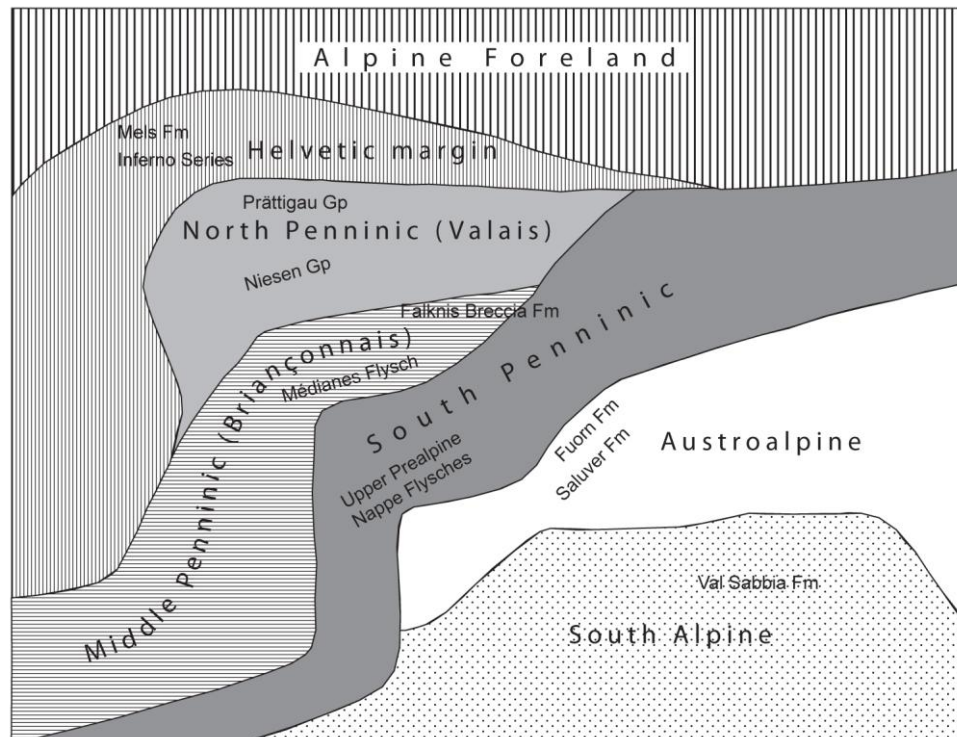 Alpine Foreland
Mels Fm
Inferno Series
Helvetic margin
Prättigau Gp
North Penninic (Valais)
Niesen Gp
Falknis Breccia Fm
Médianes Flysch
Middle Penninic (Briançonnais)
South Penninic
Upper Prealpine
Nappe Flysches
Fuorn Fm
Saluver Fm
Austroalpine
Val Sabbia Fm
South Alpine